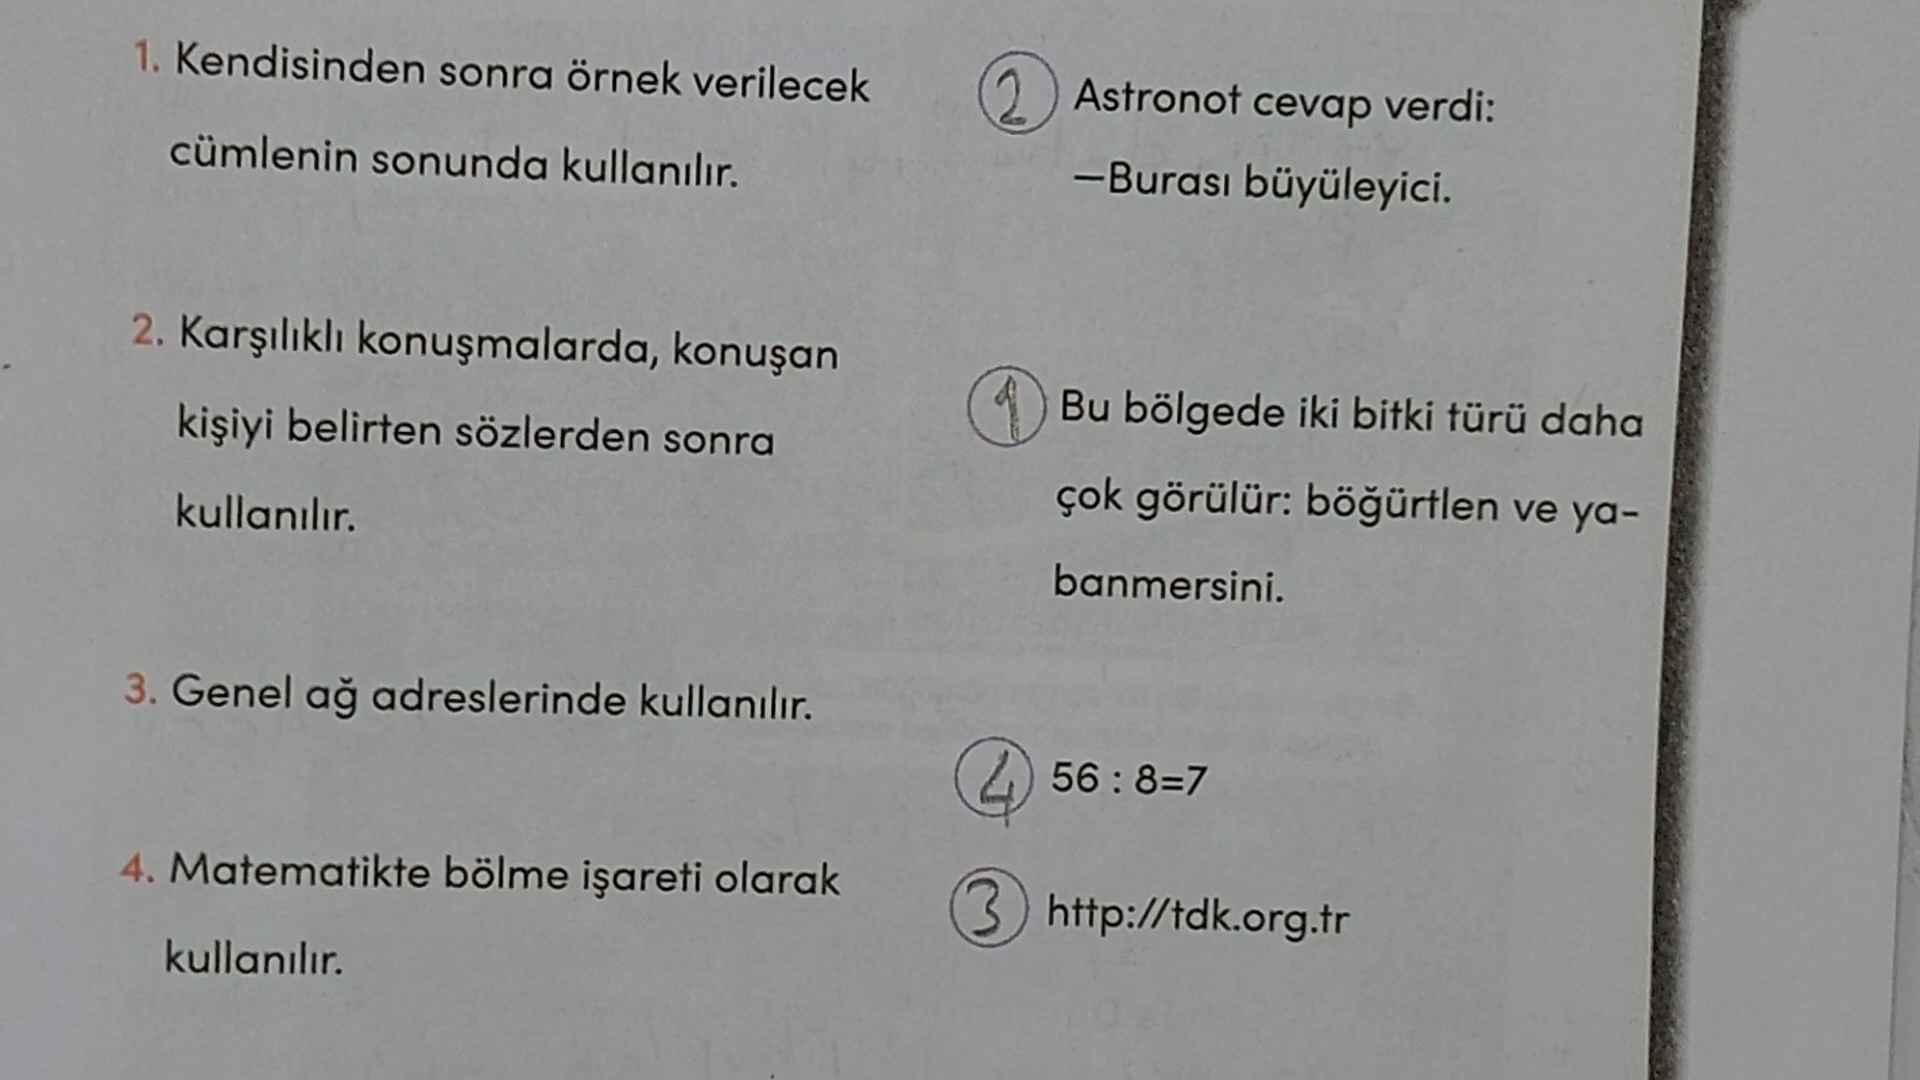 1. Kendisinden sonra örnek verilecek
cümlenin sonunda kullanılır.
2. Karşılıklı konuşmalarda, konuşan
kişiyi belirten sözlerden sonra
kullanılır.
3. Genel ağ adreslerinde kullanılır.
4. Matematikte bölme işareti olarak
kullanılır.
2 Astronot cevap verdi:
—Burası büyüleyici.
1 Bu bölgede iki bitki türü daha
çok görülür: böğürtlen ve ya-
banmersini.
4 56 : 8=7
3 http://tdk.org.tr